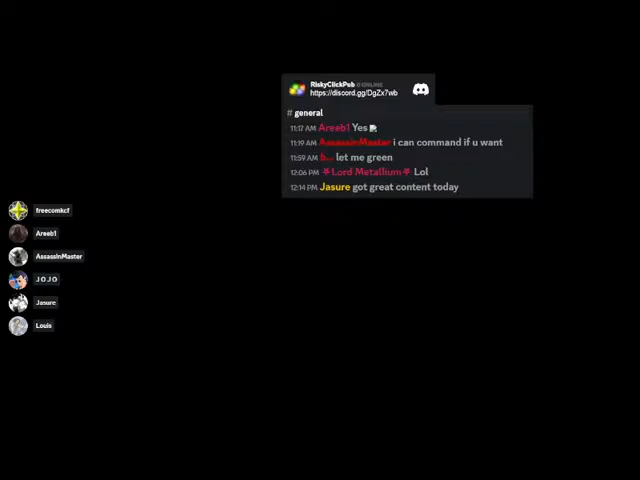 RiskyClickPub
https://discord.gg/DgZx7wb
# general
11:17 AM Areeb1 Yes
11:19 AM AssassinMaster i can command if u want
11:59 AM b... let me green
12:06 PM ⛧Lord Metallium⛧ Lol
12:14 PM Jasure got great content today
freecomkcf
Areeb1
AssassinMaster
J O J O
Jasure
Louis